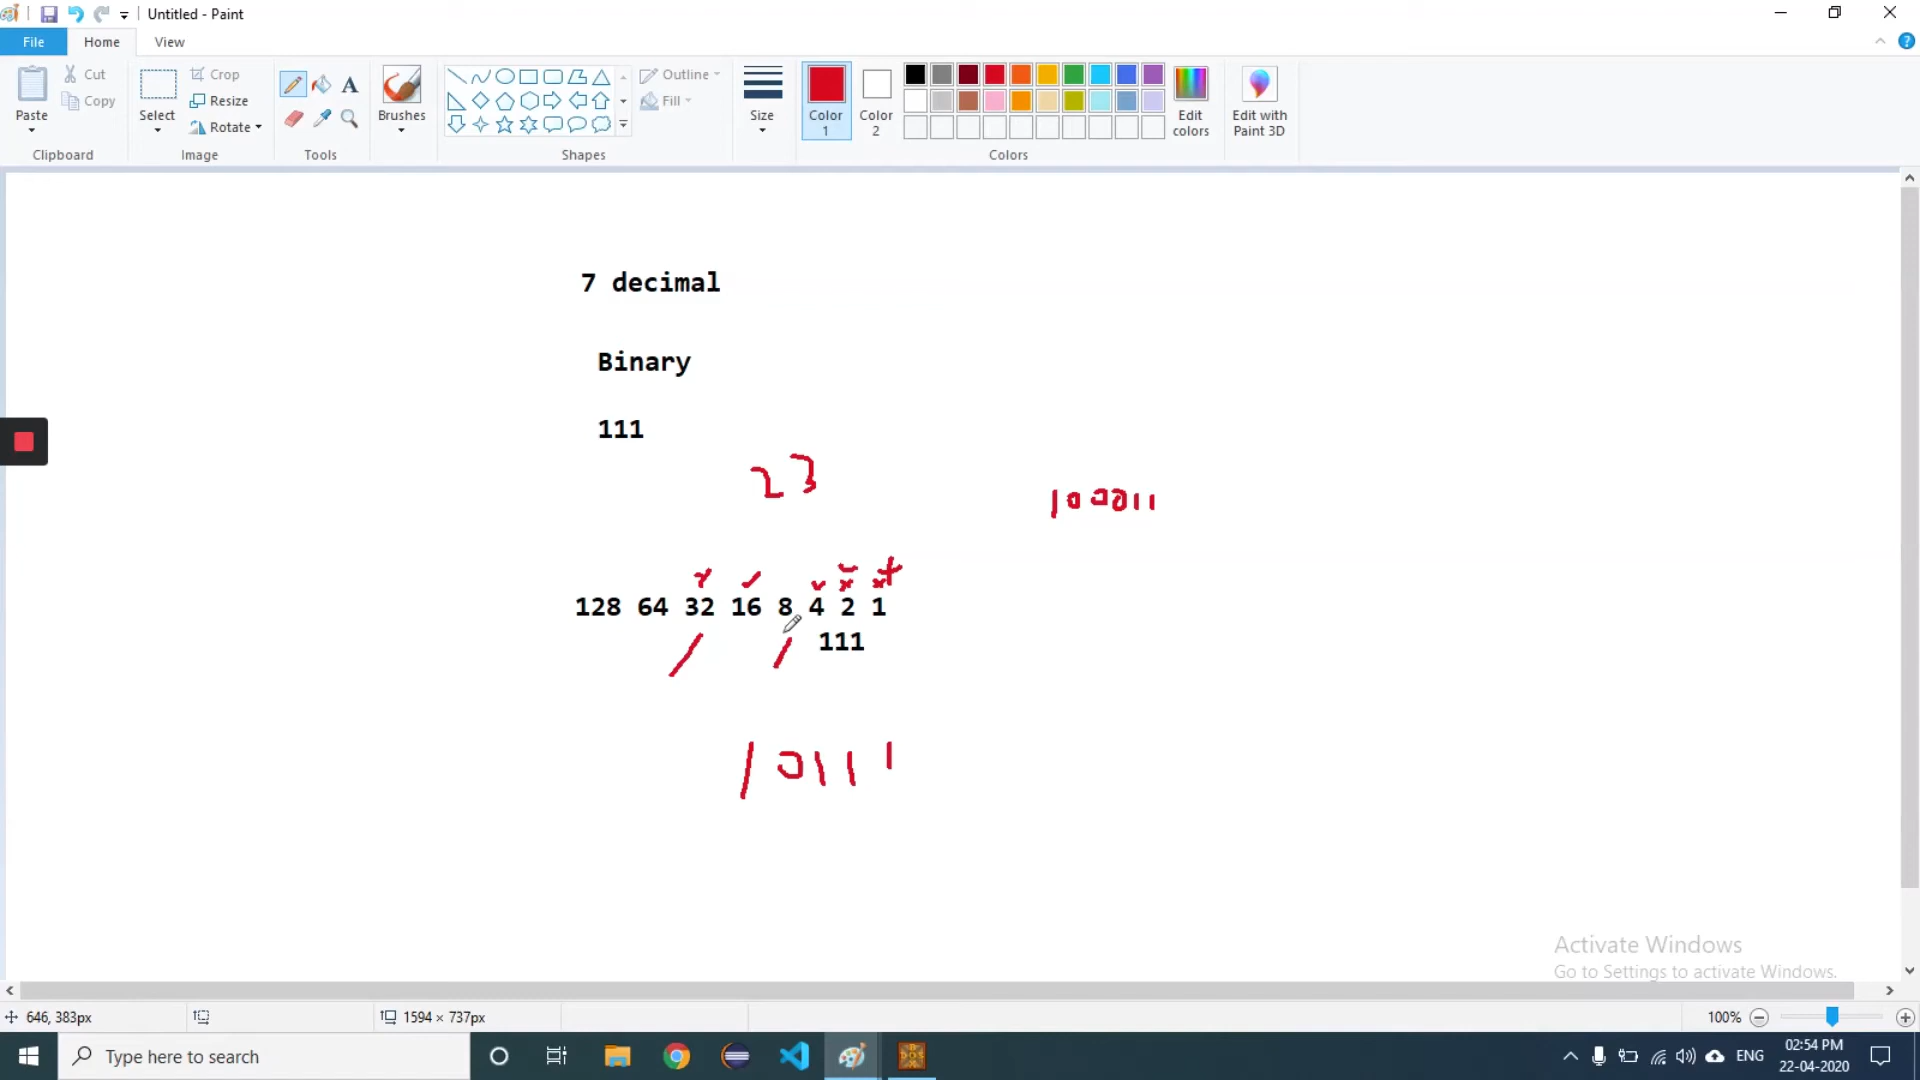 Untitled - Paint
File Home View
Cut
Copy
Paste
Clipboard
Select
Crop
Resize
Rotate
Image
Tools
Brushes
Shapes
Outline
Fill
Size
Color 1
Color 2
Colors
Edit colors
Edit with Paint 3D
7 decimal
Binary
111
23
100011
128 64 32 16 8 4 2 1
111
10111
Activate Windows
Go to Settings to activate Windows.
646, 383px
1594 × 737px
100%
Type here to search
ENG
02:54 PM
22-04-2020